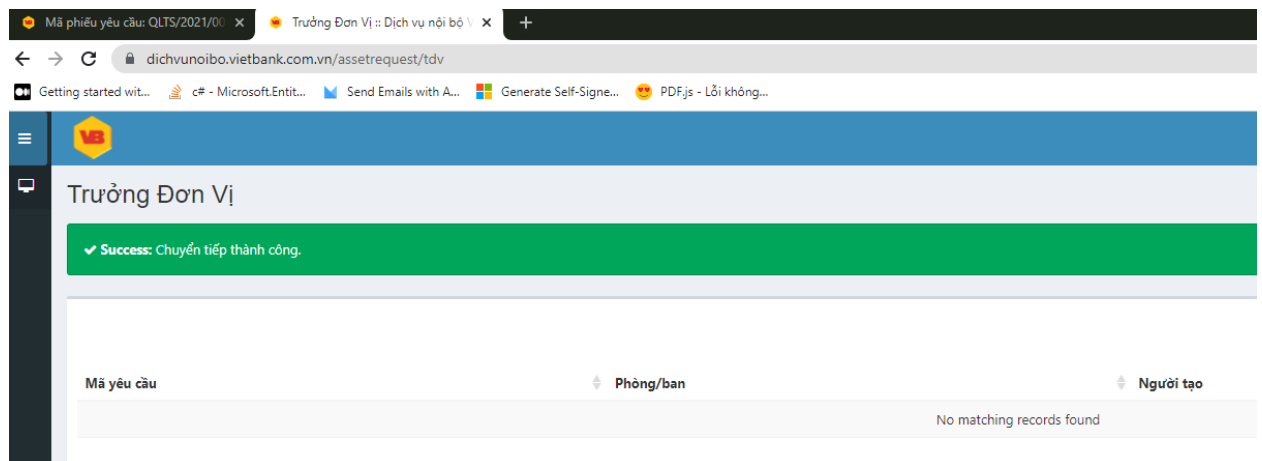 Mã phiếu yêu cầu: QLTS/2021/00
Trưởng Đơn Vị :: Dịch vụ nội bộ V
dichvunoibo.vietbank.com.vn/assetrequest/tdv
Getting started wit... c# - Microsoft.Entit... Send Emails with A... Generate Self-Signe... PDF.js - Lỗi không...
VB
Trưởng Đơn Vị
Success: Chuyển tiếp thành công.
Mã yêu cầu Phòng/ban Người tạo
No matching records found